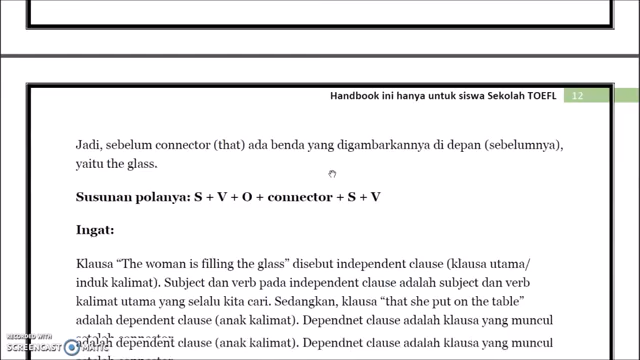 Handbook ini hanya untuk siswa Sekolah TOEFL 12
Jadi, sebelum connector (that) ada benda yang digambarkannya di depan (sebelumnya),
yaitu the glass.
Susunan polanya: S + V + O + connector + S + V
Ingat:
Klausa “The woman is filling the glass” disebut independent clause (klausa utama/
induk kalimat). Subject dan verb pada independent clause adalah subject dan verb
kalimat utama yang selalu kita cari. Sedangkan, klausa “that she put on the table”
adalah dependent clause (anak kalimat). Dependnet clause adalah klausa yang muncul
setelah connector
adalah dependent clause (anak kalimat). Dependnet clause adalah klausa yang muncul
setelah connector
RECORDED WITH
SCREENCAST MATIC